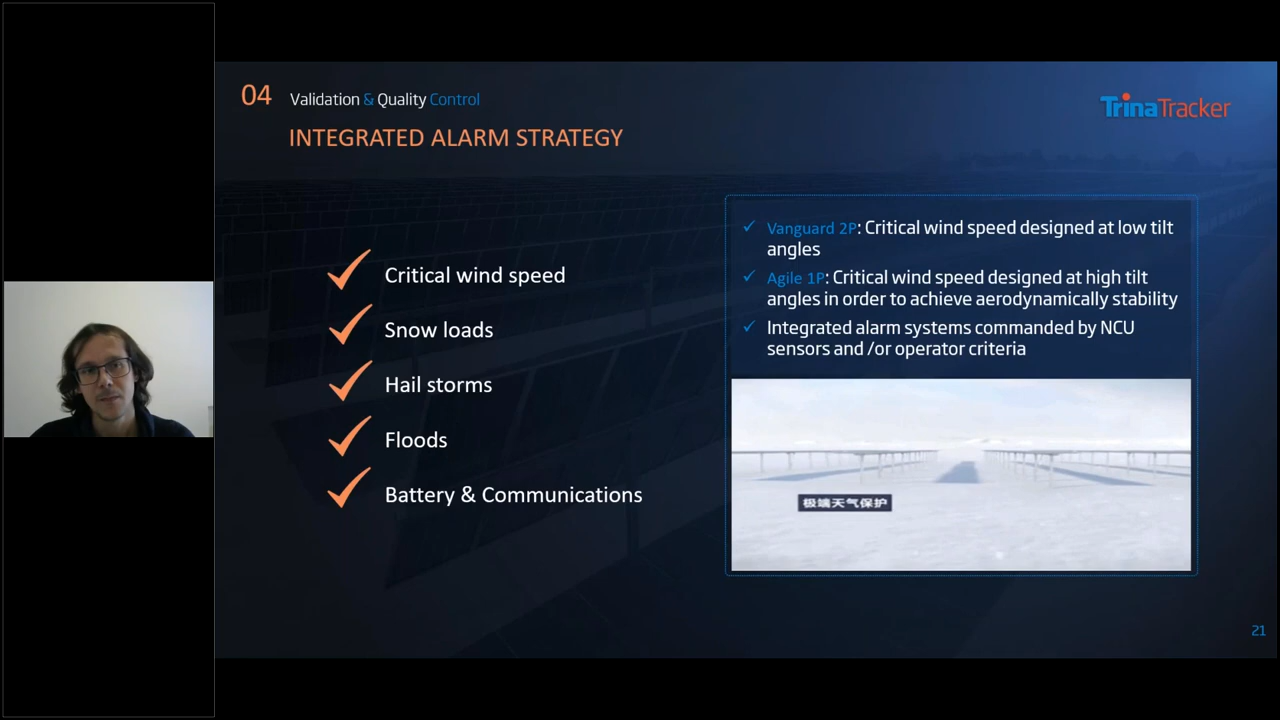 04
Validation & Quality Control
INTEGRATED ALARM STRATEGY
TrinaTracker
Critical wind speed
Snow loads
Hail storms
Floods
Battery & Communications
Vanguard 2P: Critical wind speed designed at low tilt
angles
Agile 1P: Critical wind speed designed at high tilt
angles in order to achieve aerodynamically stability
Integrated alarm systems commanded by NCU
sensors and /or operator criteria
极端天气保护
21